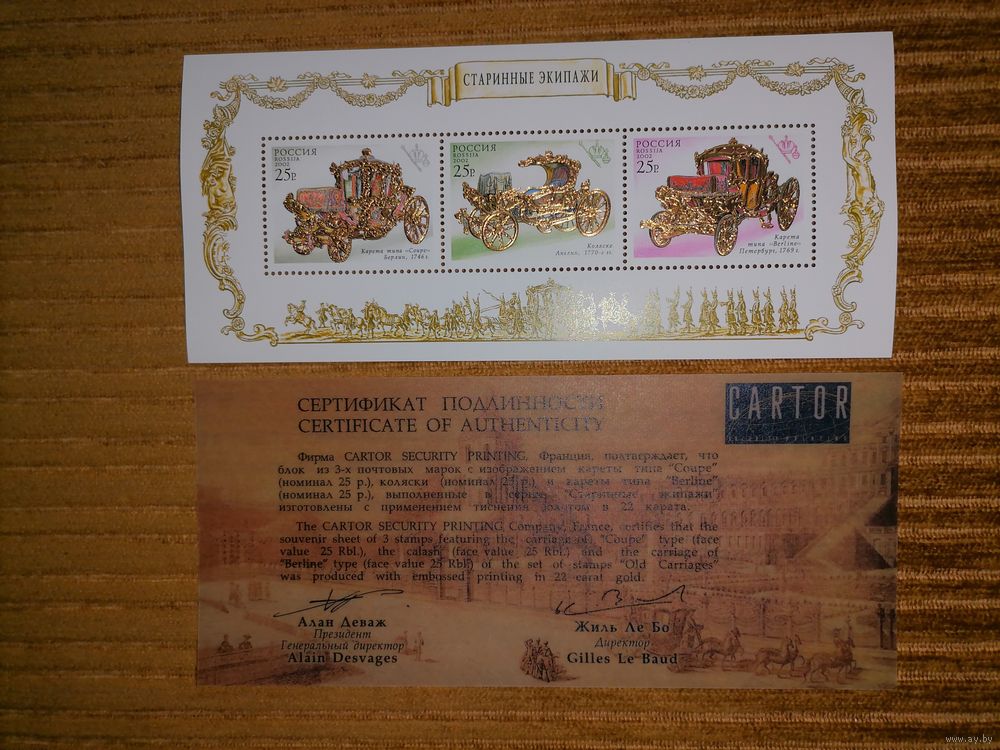 СТАРИННЫЕ ЭКИПАЖИ
РОССИЯ
ROSSIJA
2002
25р.
Карета типа «Coupe»
Берлин, 1746 г.
РОССИЯ
ROSSIJA
2002
25р.
Коляска
Англия, 1770-е гг.
РОССИЯ
ROSSIJA
2002
25р.
Карета
типа «Berline»
Петербург, 1769 г.
СЕРТИФИКАТ ПОДЛИННОСТИ
CERTIFICATE OF AUTHENTICITY
CARTOR
SECURITY PRINTING
Фирма CARTOR SECURITY PRINTING, Франция, подтверждает, что
блок из 3-х почтовых марок с изображением кареты типа "Coupe"
(номинал 25 р.), коляски (номинал 25 р.) и кареты типа "Berline"
(номинал 25 р.), выполненные в серии "Старинные экипажи",
изготовлены с применением тиснения золотом в 22 карата.
The CARTOR SECURITY PRINTING Company, France, certifies that the
souvenir sheet of 3 stamps featuring the carriage of "Coupe" type (face
value 25 Rbl.), the calash (face value 25 Rbl.) and the carriage of
"Berline" type (face value 25 Rbl.) of the set of stamps "Old Carriages"
was produced with embossed printing in 22 carat gold.
Алан Деваж
Президент
Генеральный директор
Alain Desvages
Жиль Ле Бо
Директор
Gilles Le Baud
www.ay.by